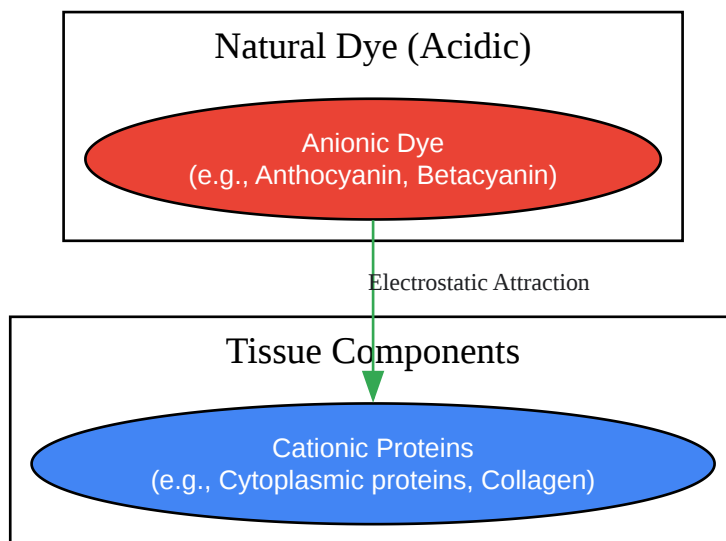 Natural Dye (Acidic)
Anionic Dye
(e.g., Anthocyanin, Betacyanin)
Electrostatic Attraction
Tissue Components
Cationic Proteins
(e.g., Cytoplasmic proteins, Collagen)